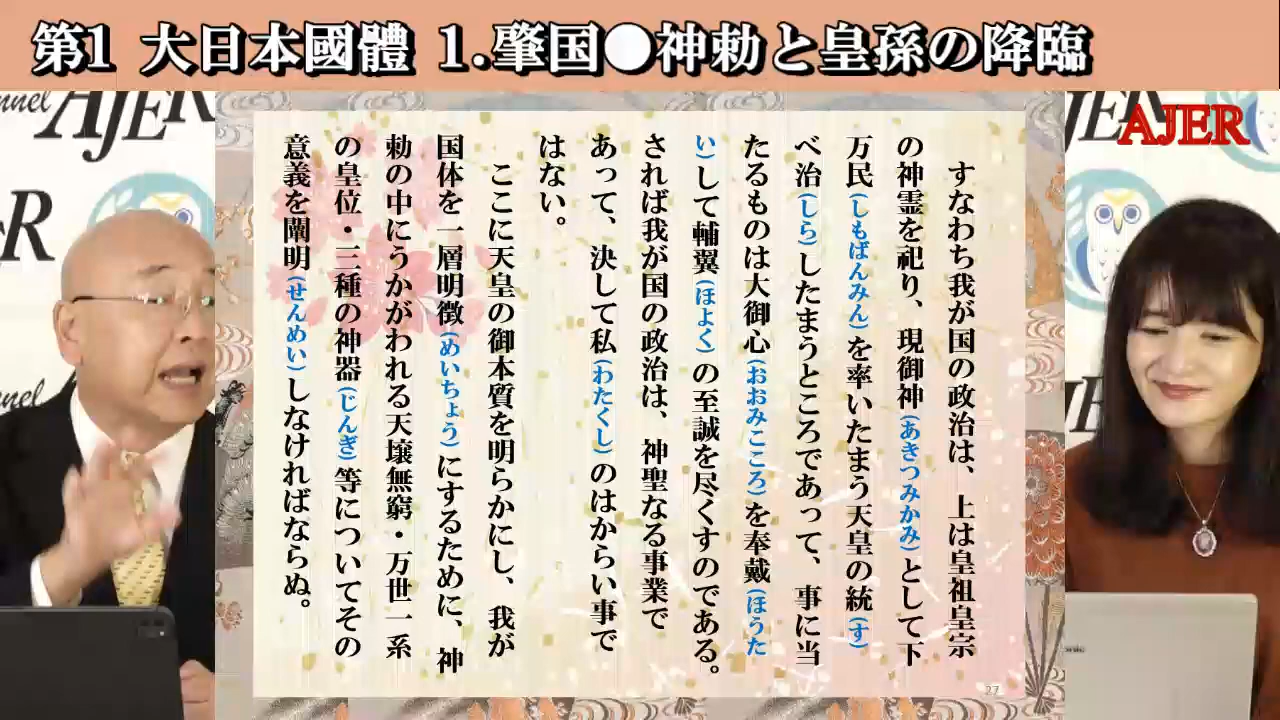 第1 大日本國體 1.肇国●神勅と皇孫の降臨
AJER
nnel
AJER
R
nnel
JER
すなわち我が国の政治は、上は皇祖皇宗
の神霊を祀り、現御神(あきつみかみ)として下
万民(しもばんみん)を率いたまう天皇の統(す
べ治(しら)したまうところであって、事に当
たるものは大御心(おおみこころ)を奉戴(ほうた
い)して輔翼(ほよく)の至誠を尽くすのである。
されば我が国の政治は、神聖なる事業で
あって、決して私(わたくし)のはからい事で
はない。
ここに天皇の御本質を明らかにし、我が
国体を一層明徴(めいちょう)にするために、神
勅の中にうかがわれる天壌無窮・万世一系
の皇位・三種の神器(じんぎ)等についてその
意義を闡明(せんめい)しなければならぬ。
27